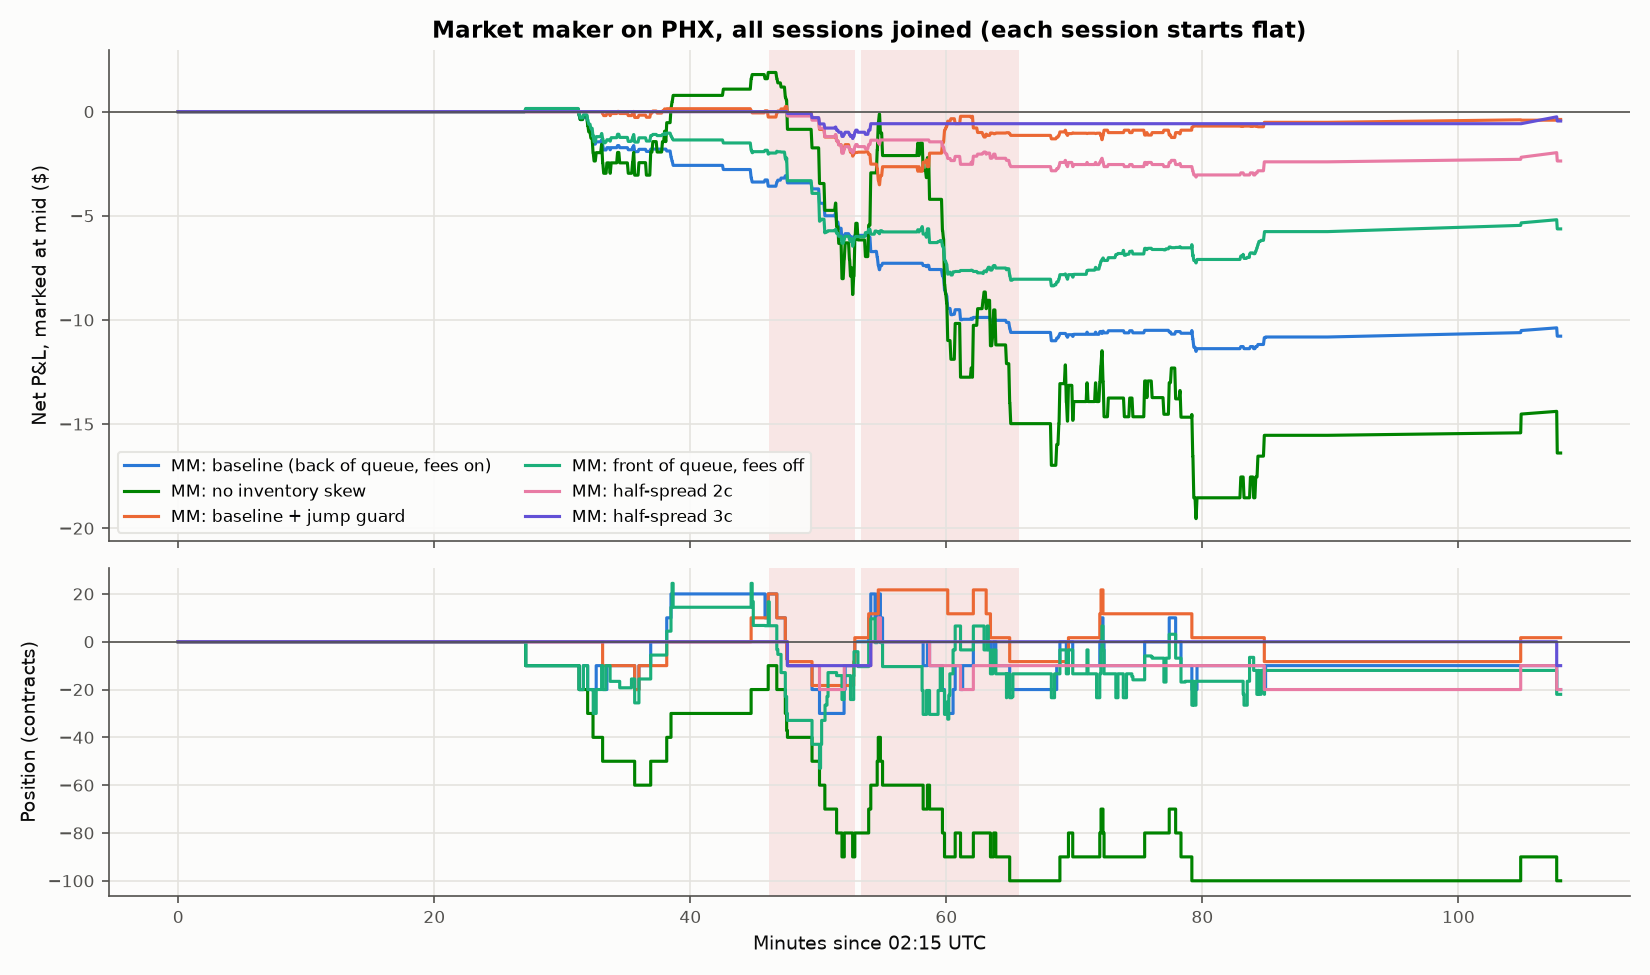 Market maker on PHX, all sessions joined (each session starts flat)
Net P&L, marked at mid ($)
0
−5
−10
−15
−20
MM: baseline (back of queue, fees on)
MM: no inventory skew
MM: baseline + jump guard
MM: front of queue, fees off
MM: half-spread 2c
MM: half-spread 3c
Position (contracts)
20
0
−20
−40
−60
−80
−100
0 20 40 60 80 100
Minutes since 02:15 UTC